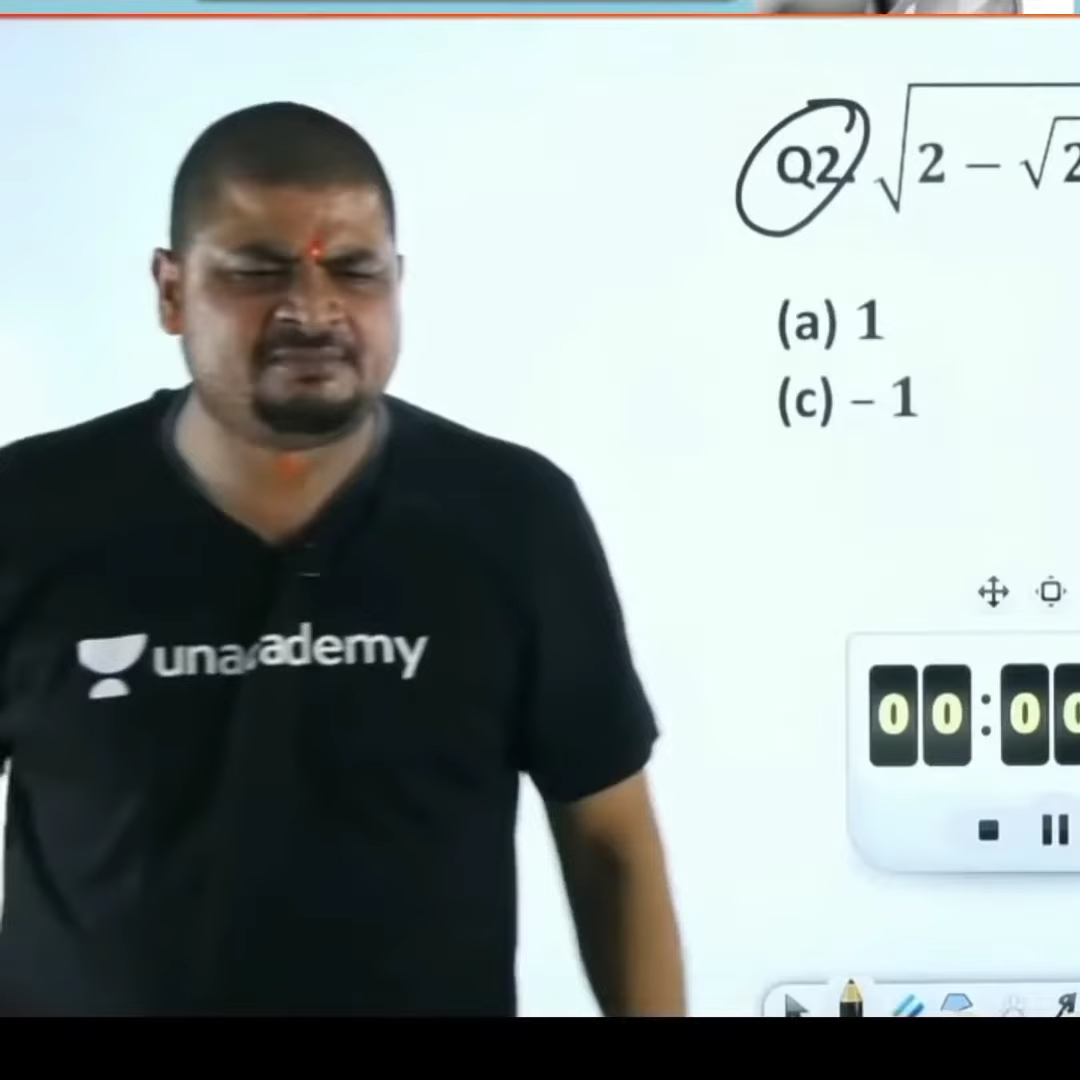 Q2. √2 − √2
(a) 1
(c) – 1
unacademy
00:00